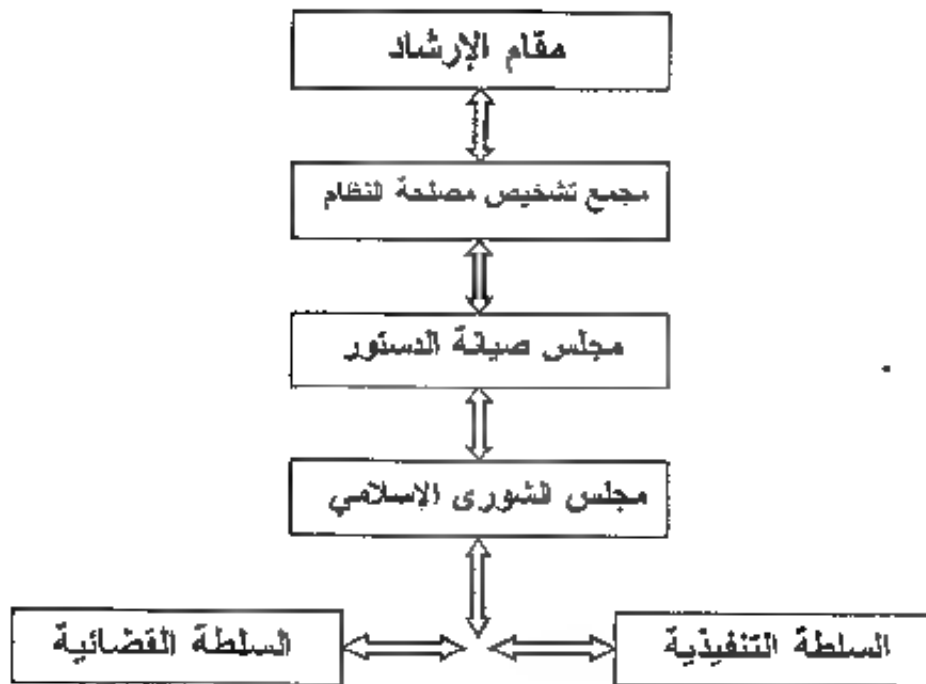 مقام الإرشاد
مجمع تشخيص مصلحة النظام
مجلس صيانة الدستور
مجلس الشورى الإسلامي
السلطة التنفيذية
السلطة القضائية